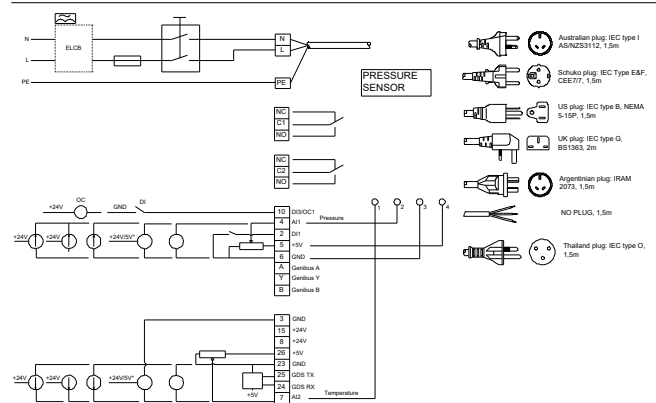 N
ELCB
L
PE
N
L
PE
PRESSURE
SENSOR
NC
C1
NO
NC
C2
NO
+24V
OC
GND
DI
10 DI3/OC1
4 AI1 Pressure
2 DI1
5 +5V
6 GND
A Genibus A
Y Genibus Y
B Genibus B
+24V
+24V
+24V/5V*
1
2
3
4
3 GND
15 +24V
8 +24V
26 +5V
23 GND
25 GDS TX
24 GDS RX
7 AI2 Temperature
+24V
+24V
+24V/5V*
+5V
Australian plug: IEC type I
AS/NZS3112, 1,5m
Schuko plug: IEC Type E&F,
CEE7/7, 1,5m
US plug: IEC type B, NEMA
5-15P, 1,5m
UK plug: IEC type G,
BS1363, 2m
Argentinian plug: IRAM
2073, 1,5m
NO PLUG, 1,5m
Thailand plug: IEC type O,
1,5m